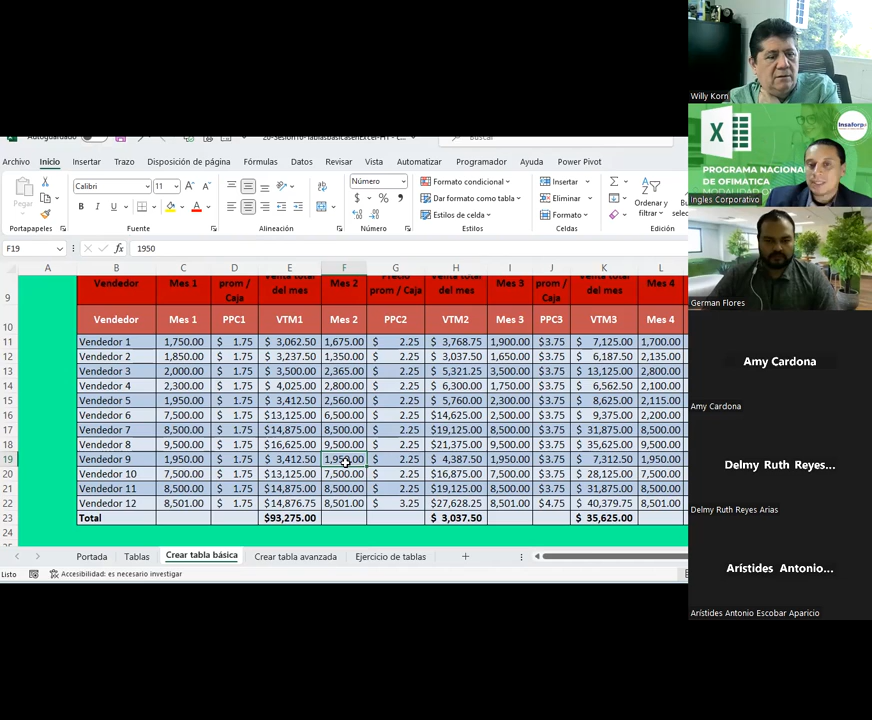 Autoguardado
Buscar
Archivo Inicio Insertar Trazo Disposición de página Fórmulas Datos Revisar Vista Automatizar Programador Ayuda Power Pivot
Pegar
Calibri 11
N K S
Número
$ % ,
Formato condicional
Dar formato como tabla
Estilos de celda
Insertar
Eliminar
Formato
Ordenar y
filtrar
Portapapeles Fuente Alineación Número Estilos Celdas Edición
F19 fx 1950
A B C D E F G H I J K L
9 Vendedor Mes 1 prom / Caja Venta total del mes Mes 2 Precio prom / Caja Venta total del mes Mes 3 prom / Caja Venta total del mes Mes 4
10 Vendedor Mes 1 PPC1 VTM1 Mes 2 PPC2 VTM2 Mes 3 PPC3 VTM3 Mes 4
11 Vendedor 1 1,750.00 $ 1.75 $ 3,062.50 1,675.00 $ 2.25 $ 3,768.75 1,900.00 $3.75 $ 7,125.00 1,700.00
12 Vendedor 2 1,850.00 $ 1.75 $ 3,237.50 1,350.00 $ 2.25 $ 3,037.50 1,650.00 $3.75 $ 6,187.50 2,135.00
13 Vendedor 3 2,000.00 $ 1.75 $ 3,500.00 2,365.00 $ 2.25 $ 5,321.25 3,500.00 $3.75 $ 13,125.00 2,800.00
14 Vendedor 4 2,300.00 $ 1.75 $ 4,025.00 2,800.00 $ 2.25 $ 6,300.00 1,750.00 $3.75 $ 6,562.50 2,100.00
15 Vendedor 5 1,950.00 $ 1.75 $ 3,412.50 2,560.00 $ 2.25 $ 5,760.00 2,300.00 $3.75 $ 8,625.00 2,115.00
16 Vendedor 6 7,500.00 $ 1.75 $13,125.00 6,500.00 $ 2.25 $14,625.00 2,500.00 $3.75 $ 9,375.00 2,200.00
17 Vendedor 7 8,500.00 $ 1.75 $14,875.00 8,500.00 $ 2.25 $19,125.00 8,500.00 $3.75 $ 31,875.00 8,500.00
18 Vendedor 8 9,500.00 $ 1.75 $16,625.00 9,500.00 $ 2.25 $21,375.00 9,500.00 $3.75 $ 35,625.00 9,500.00
19 Vendedor 9 1,950.00 $ 1.75 $ 3,412.50 1,950.00 $ 2.25 $ 4,387.50 1,950.00 $3.75 $ 7,312.50 1,950.00
20 Vendedor 10 7,500.00 $ 1.75 $13,125.00 7,500.00 $ 2.25 $16,875.00 7,500.00 $3.75 $ 28,125.00 7,500.00
21 Vendedor 11 8,500.00 $ 1.75 $14,875.00 8,500.00 $ 2.25 $19,125.00 8,500.00 $3.75 $ 31,875.00 8,500.00
22 Vendedor 12 8,501.00 $ 1.75 $14,876.75 8,501.00 $ 3.25 $27,628.25 8,501.00 $4.75 $ 40,379.75 8,501.00
23 Total $93,275.00 $ 3,037.50 $ 35,625.00
24
Portada Tablas Crear tabla básica Crear tabla avanzada Ejercicio de tablas
Listo Accesibilidad: es necesario investigar
Willy Korn
Insaforp
PROGRAMA NACIONAL
DE OFIMÁTICA
Ingles Corporativo
German Flores
Amy Cardona
Amy Cardona
Delmy Ruth Reyes...
Delmy Ruth Reyes Arias
Arístides Antonio...
Arístides Antonio Escobar Aparicio